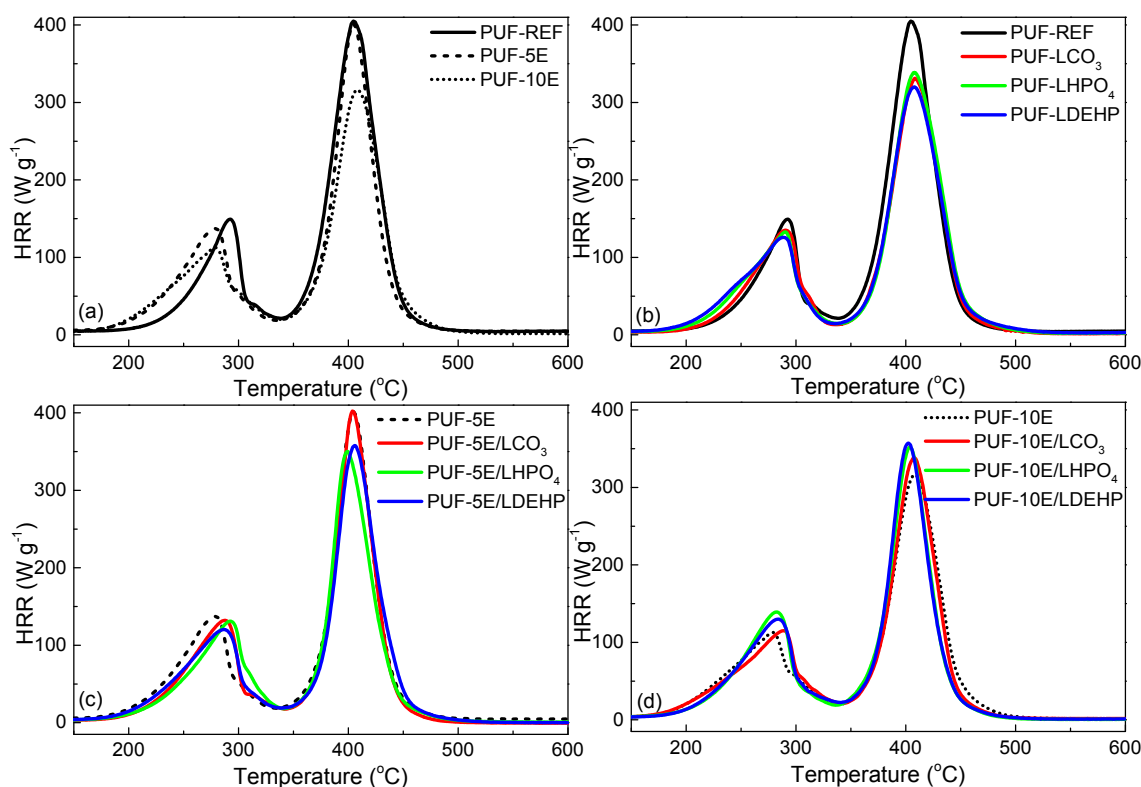 400
300
200
100
0
HRR (W g⁻¹)
PUF-REF
PUF-5E
PUF-10E
(a)
200 300 400 500 600
Temperature (°C)
400
300
200
100
0
HRR (W g⁻¹)
PUF-REF
PUF-LCO₃
PUF-LHPO₄
PUF-LDEHP
(b)
200 300 400 500 600
Temperature (°C)
400
300
200
100
0
HRR (W g⁻¹)
PUF-5E
PUF-5E/LCO₃
PUF-5E/LHPO₄
PUF-5E/LDEHP
(c)
200 300 400 500 600
Temperature (°C)
400
300
200
100
0
HRR (W g⁻¹)
PUF-10E
PUF-10E/LCO₃
PUF-10E/LHPO₄
PUF-10E/LDEHP
(d)
200 300 400 500 600
Temperature (°C)